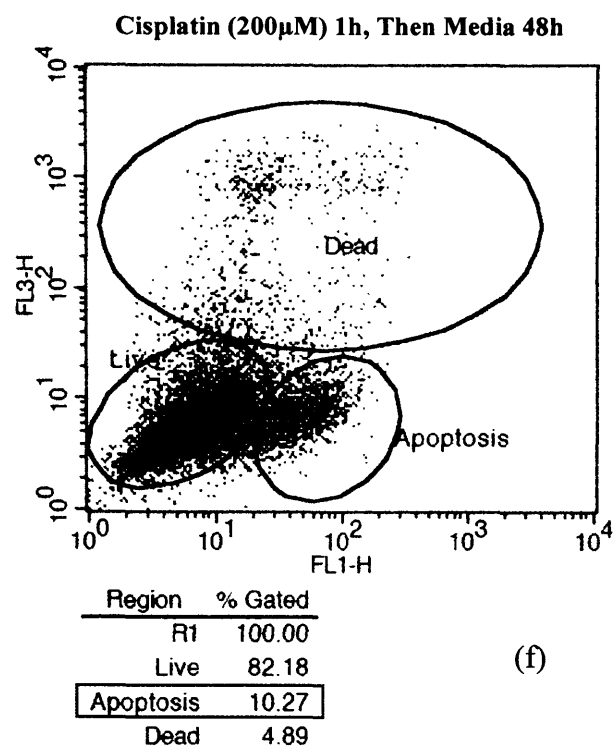 Cisplatin (200µM) 1h, Then Media 48h
10^4
10^3
10^2
10^1
10^0
FL3-H
Dead
Live
Apoptosis
10^0 10^1 10^2 10^3 10^4
FL1-H
Region % Gated
R1 100.00
Live 82.18
Apoptosis 10.27
Dead 4.89
(f)